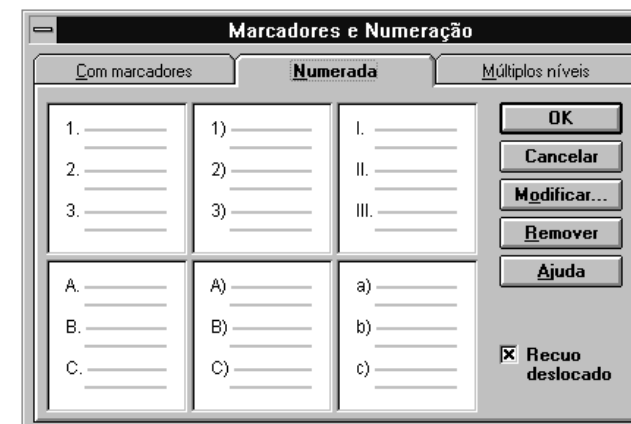 Marcadores e Numeração
Com marcadores
Numerada
Múltiplos níveis
1.
2.
3.
1)
2)
3)
I.
II.
III.
A.
B.
C.
A)
B)
C)
a)
b)
c)
OK
Cancelar
Modificar...
Remover
Ajuda
Recuo
deslocado